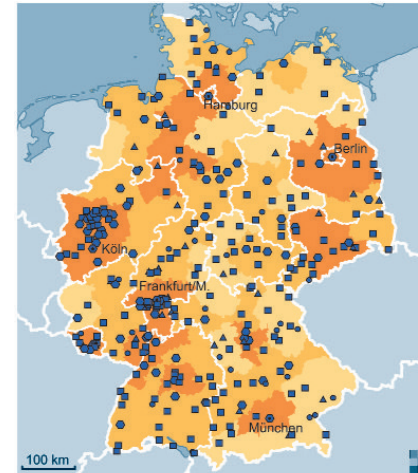 Hamburg
Berlin
Köln
Frankfurt/M.
München
100 km